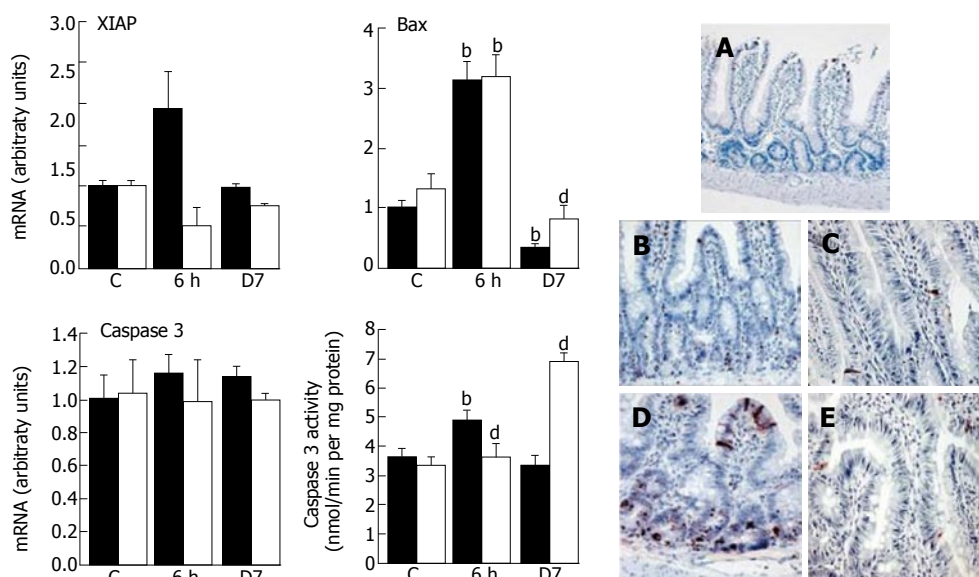 XIAP
3.0
2.5
2.0
1.5
0.5
0.0
mRNA (arbitraty units)
C 6 h D7
Bax
4
3
1
0
b b
b d
C 6 h D7
Caspase 3
1.4
1.2
1.0
0.8
0.6
0.4
0.2
0.0
mRNA (arbitraty units)
C 6 h D7
8
7
6
5
4
3
2
1
0
Caspase 3 activity
(nmol/min per mg protein)
b d d
C 6 h D7
A
B C
D E